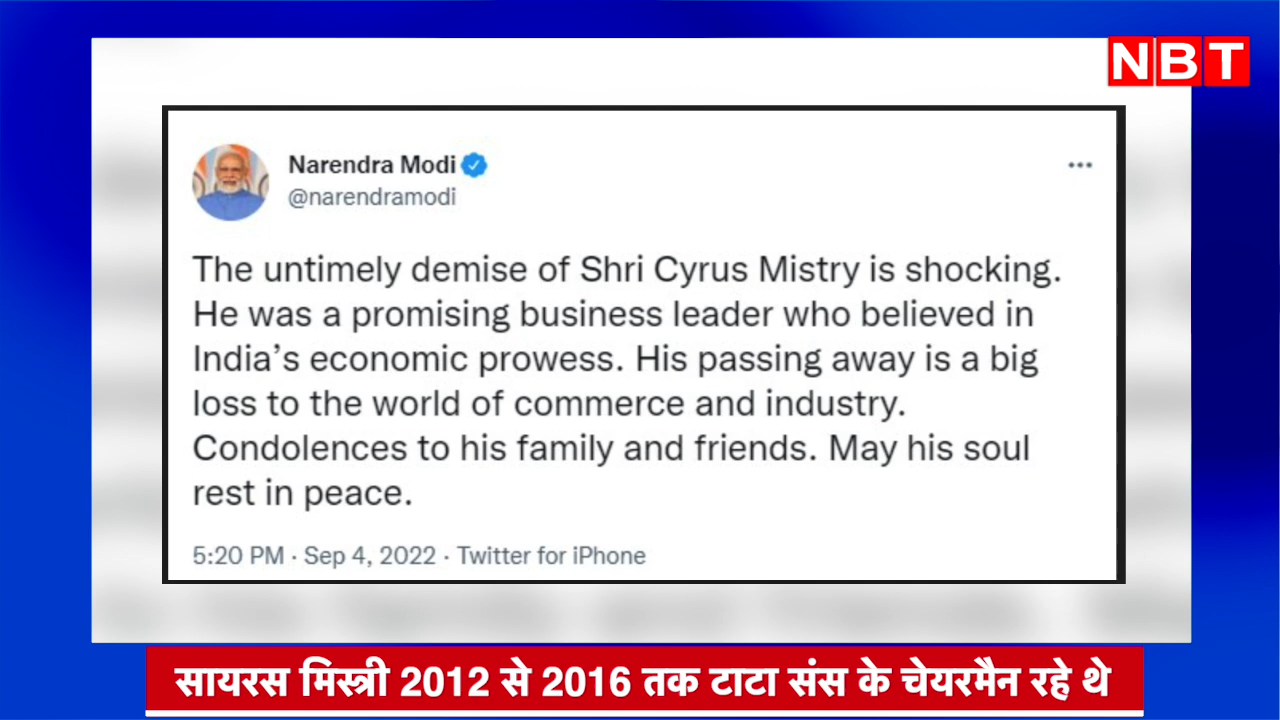 NBT
Narendra Modi
@narendramodi
The untimely demise of Shri Cyrus Mistry is shocking.
He was a promising business leader who believed in
India’s economic prowess. His passing away is a big
loss to the world of commerce and industry.
Condolences to his family and friends. May his soul
rest in peace.
5:20 PM · Sep 4, 2022 · Twitter for iPhone
सायरस मिस्त्री 2012 से 2016 तक टाटा संस के चेयरमैन रहे थे